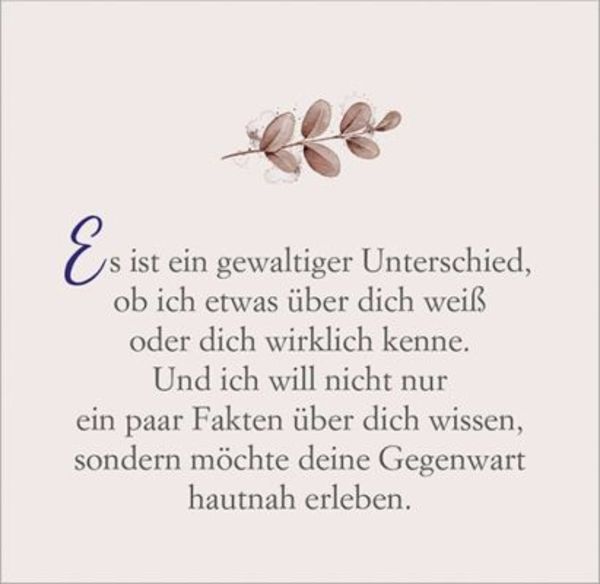 Es ist ein gewaltiger Unterschied,
ob ich etwas über dich weiß
oder dich wirklich kenne.
Und ich will nicht nur
ein paar Fakten über dich wissen,
sondern möchte deine Gegenwart
hautnah erleben.